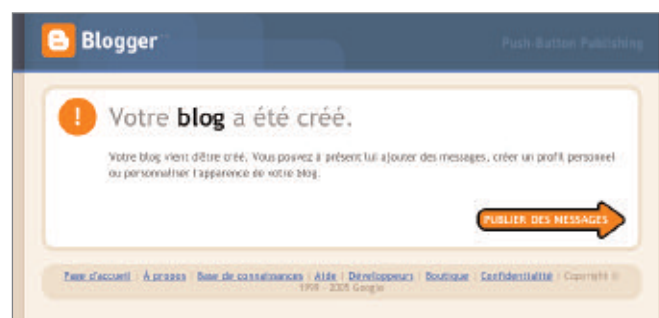 Blogger
Push-Button Publishing
!
Votre blog a été créé.
Votre blog vient d'être créé. Vous pouvez à présent lui ajouter des messages, créer un profil personnel
ou personnaliser l'apparence de votre blog.
PUBLIER DES MESSAGES
Page d'accueil | À propos | Base de connaissances | Aide | Développeurs | Boutique | Confidentialité | Copyright ©
1999 - 2005 Google